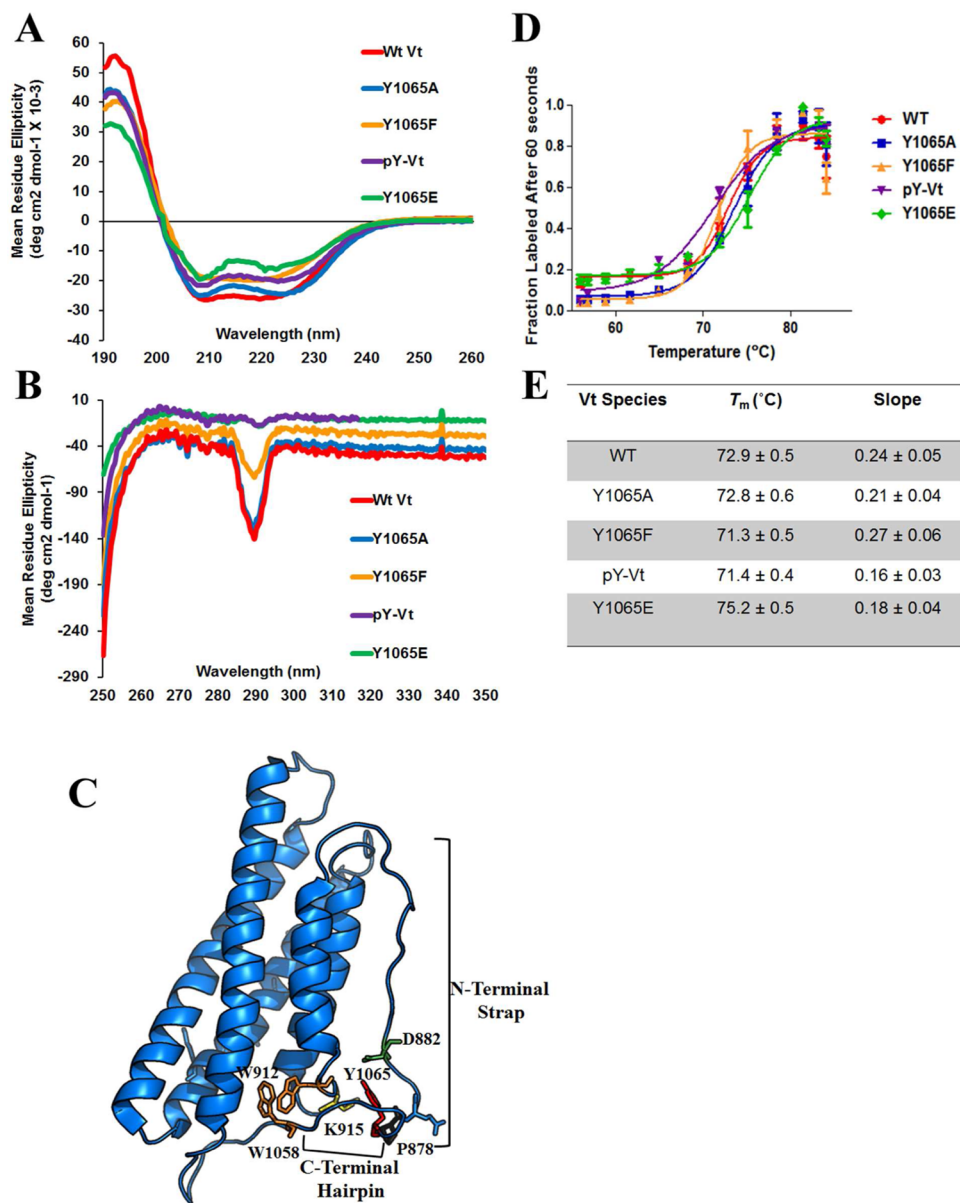 A
Mean Residue Ellipticity
(deg cm2 dmol-1 X 10-3)
60
50
40
30
20
10
0
-10
-20
-30
-40
Wt Vt
Y1065A
Y1065F
pY-Vt
Y1065E
Wavelength (nm)
190 200 210 220 230 240 250 260
B
Mean Residue Ellipticity
(deg cm2 dmol-1)
10
-40
-90
-140
-190
-240
-290
Wt Vt
Y1065A
Y1065F
pY-Vt
Y1065E
Wavelength (nm)
250 260 270 280 290 300 310 320 330 340 350
C
N-Terminal
Strap
D882
W912
Y1065
K915
P878
W1058
C-Terminal
Hairpin
D
Fraction Labeled After 60 seconds
1.0
0.8
0.6
0.4
0.2
0.0
60 70 80
Temperature (°C)
WT
Y1065A
Y1065F
pY-Vt
Y1065E
E
Vt Species Tm (˚C) Slope
WT 72.9 ± 0.5 0.24 ± 0.05
Y1065A 72.8 ± 0.6 0.21 ± 0.04
Y1065F 71.3 ± 0.5 0.27 ± 0.06
pY-Vt 71.4 ± 0.4 0.16 ± 0.03
Y1065E 75.2 ± 0.5 0.18 ± 0.04